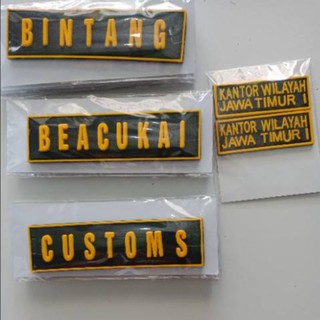 BINTANG
BEACUKAI
CUSTOMS
KANTOR WILAYAH
JAWA TIMUR I
KANTOR WILAYAH
JAWA TIMUR I